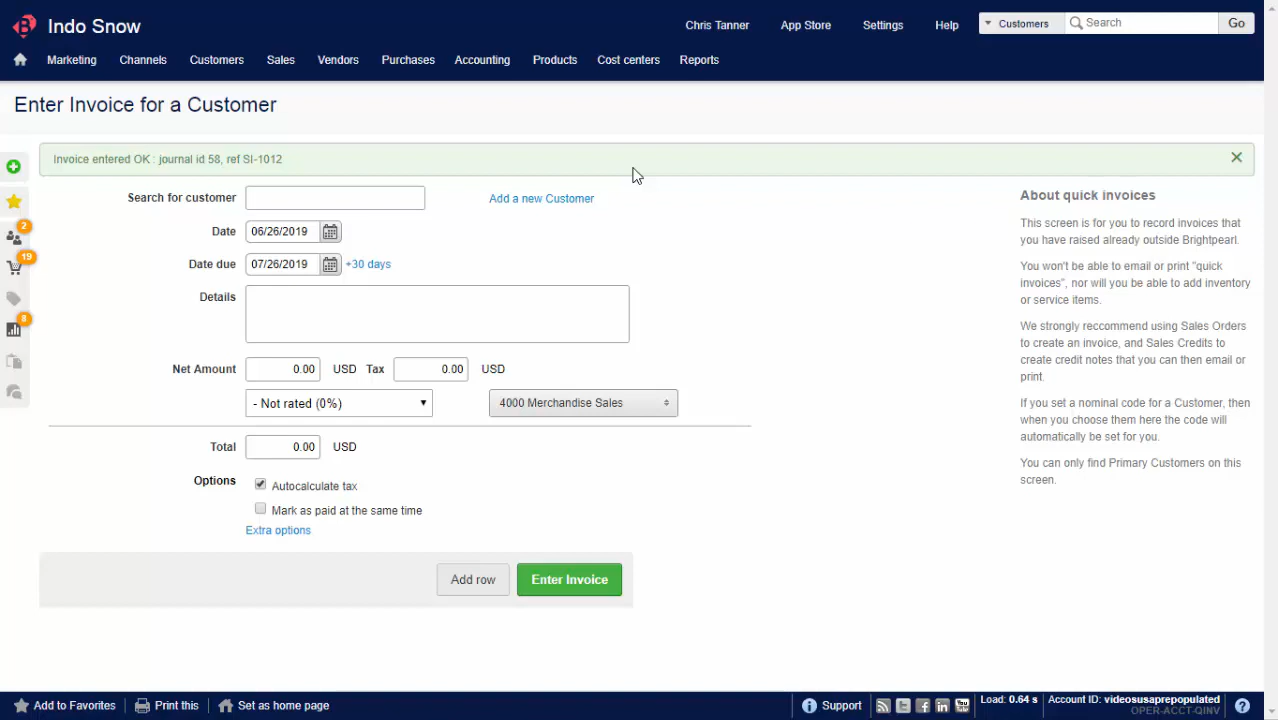 Indo Snow
Chris Tanner App Store Settings Help Customers Search Go
Marketing Channels Customers Sales Vendors Purchases Accounting Products Cost centers Reports
Enter Invoice for a Customer
Invoice entered OK : journal id 58, ref SI-1012
2
19
8
Search for customer Add a new Customer
Date 06/26/2019
Date due 07/26/2019 +30 days
Details
Net Amount 0.00 USD Tax 0.00 USD
- Not rated (0%) 4000 Merchandise Sales
Total 0.00 USD
Options Autocalculate tax
Mark as paid at the same time
Extra options
Add row Enter Invoice
About quick invoices
This screen is for you to record invoices that
you have raised already outside Brightpearl.
You won't be able to email or print "quick
invoices", nor will you be able to add inventory
or service items.
We strongly reccommend using Sales Orders
to create an invoice, and Sales Credits to
create credit notes that you can then email or
print.
If you set a nominal code for a Customer, then
when you choose them here the code will
automatically be set for you.
You can only find Primary Customers on this
screen.
Add to Favorites Print this Set as home page Support Load: 0.64 s Account ID: videosusaprepopulated
OPER-ACCT-QINV